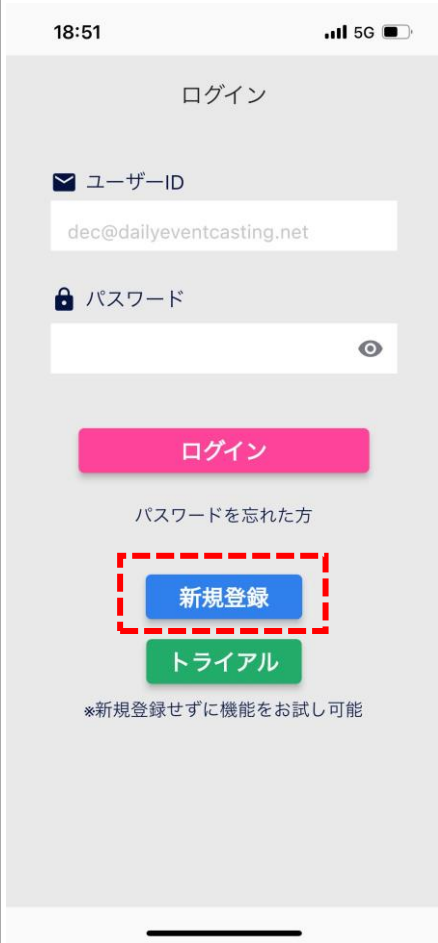 18:51 5G
ログイン
ユーザーID
dec@dailyeventcasting.net
パスワード
ログイン
パスワードを忘れた方
新規登録
トライアル
※新規登録せずに機能をお試し可能